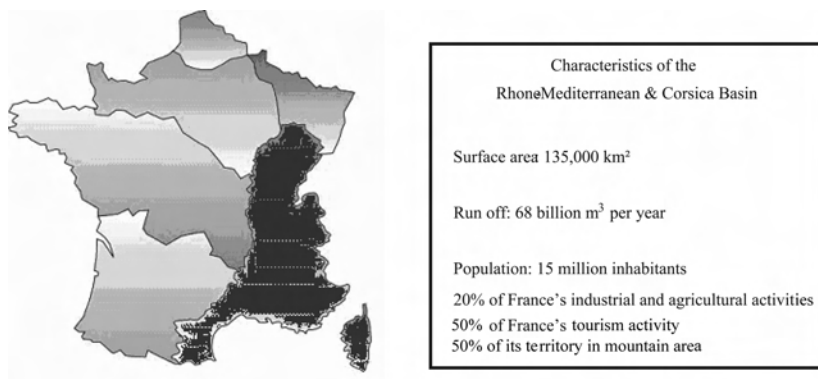 Characteristics of the
RhoneMediterranean & Corsica Basin
Surface area 135,000 km²
Run off: 68 billion m³ per year
Population: 15 million inhabitants
20% of France's industrial and agricultural activities
50% of France's tourism activity
50% of its territory in mountain area